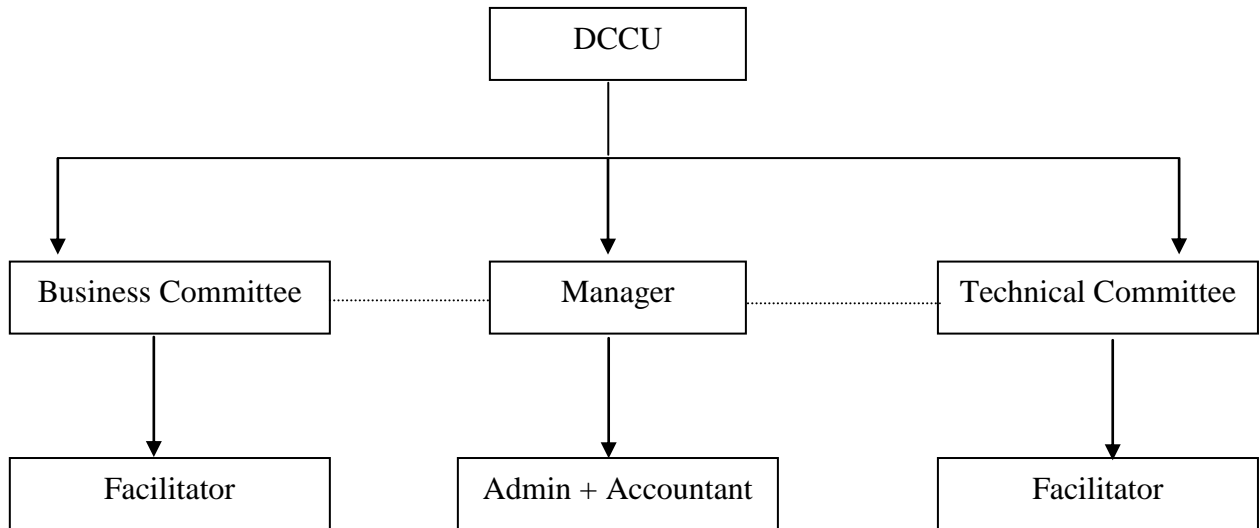 DCCU
Business Committee
Manager
Technical Committee
Facilitator
Admin + Accountant
Facilitator